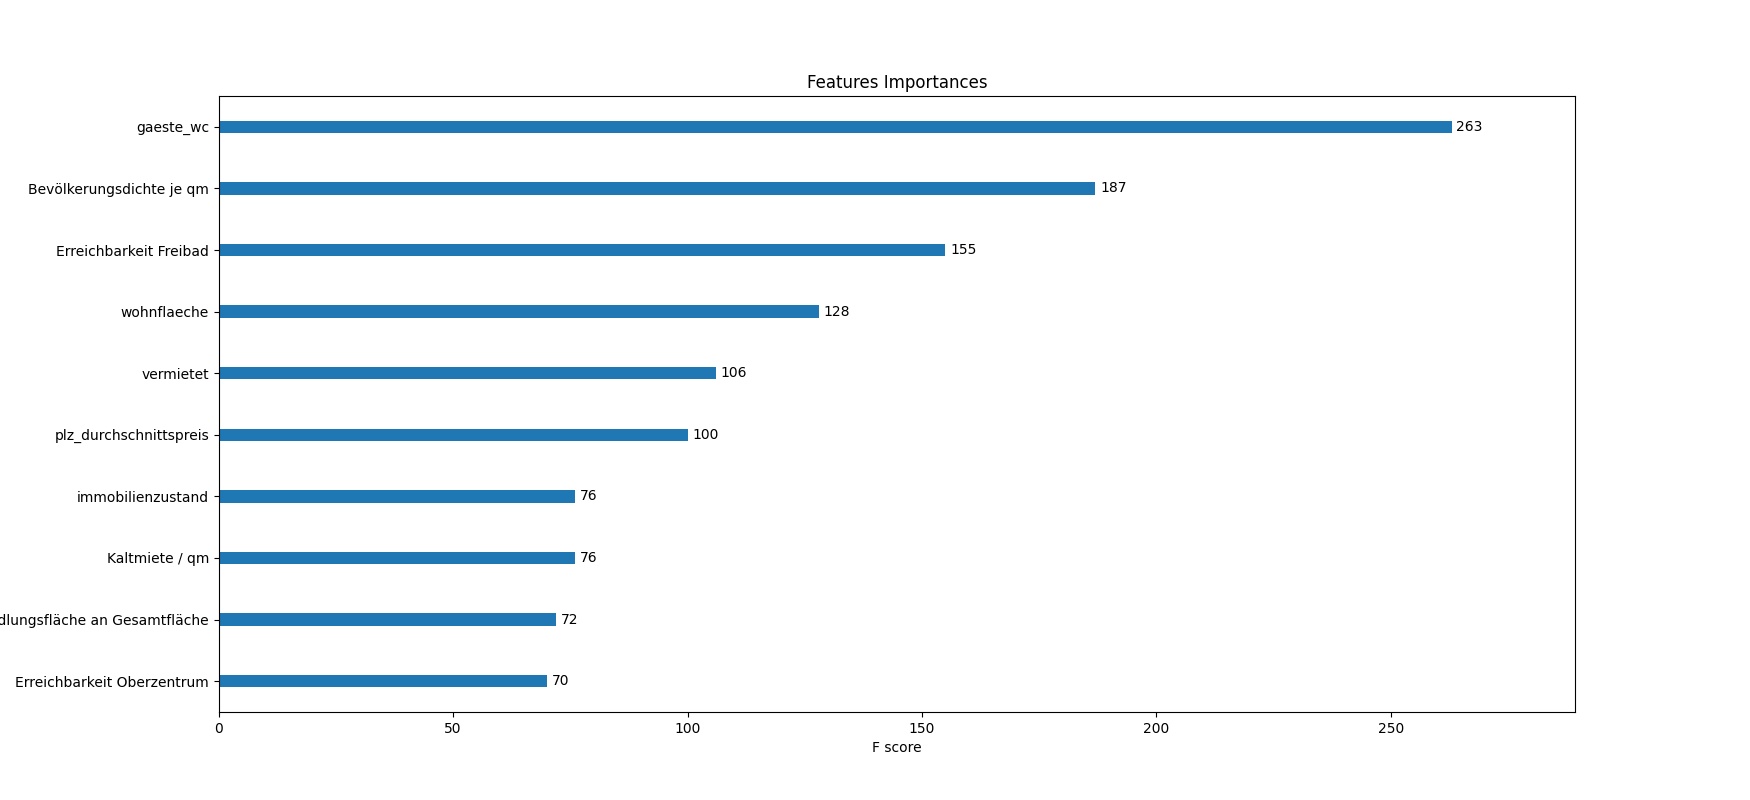 Features Importances
gaeste_wc
263
Bevölkerungsdichte je qm
187
Erreichbarkeit Freibad
155
wohnflaeche
128
vermietet
106
plz_durchschnittspreis
100
immobilienzustand
76
Kaltmiete / qm
76
dlungsfläche an Gesamtfläche
72
Erreichbarkeit Oberzentrum
70
0 50 100 150 200 250
F score